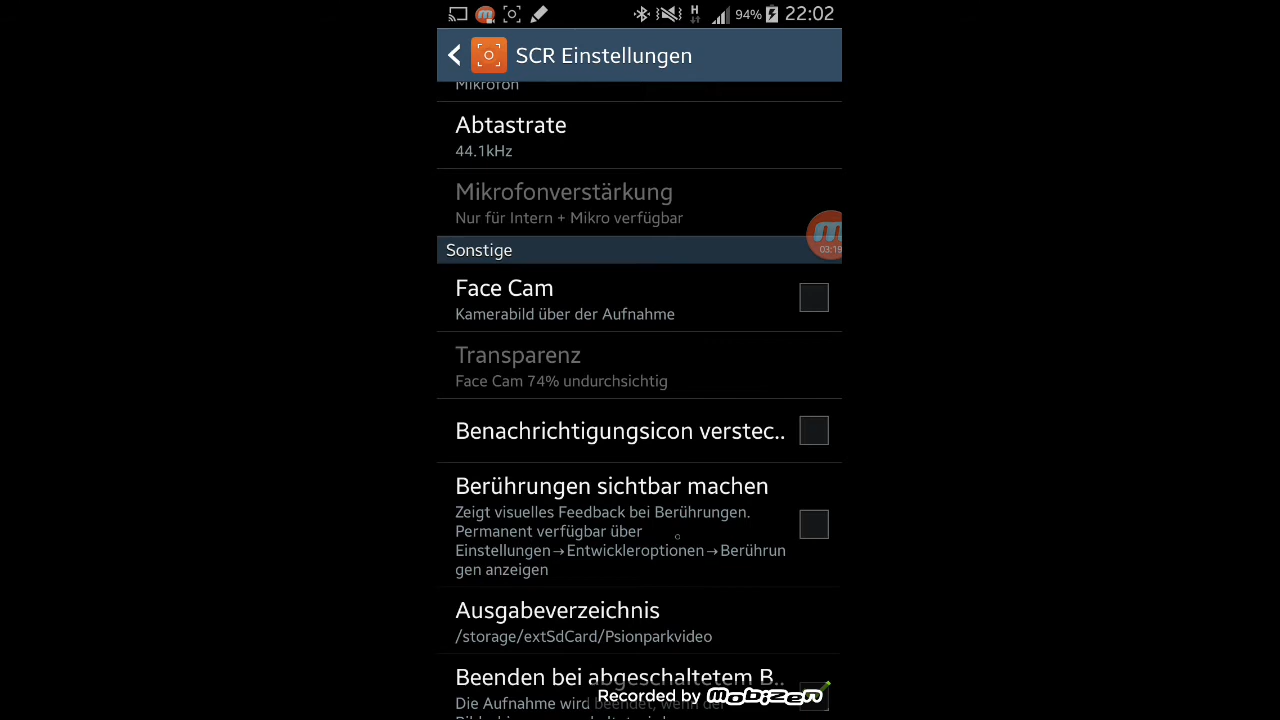 94% 22:02
SCR Einstellungen
Mikrofon
Abtastrate
44.1kHz
Mikrofonverstärkung
Nur für Intern + Mikro verfügbar
03:19
Sonstige
Face Cam
Kamerabild über der Aufnahme
Transparenz
Face Cam 74% undurchsichtig
Benachrichtigungsicon verstec..
Berührungen sichtbar machen
Zeigt visuelles Feedback bei Berührungen.
Permanent verfügbar über
Einstellungen→Entwickleroptionen→Berührun
gen anzeigen
Ausgabeverzeichnis
/storage/extSdCard/Psionparkvideo
Beenden bei abgeschaltetem B..
Recorded by Mobizen
Die Aufnahme wird beendet, wenn der